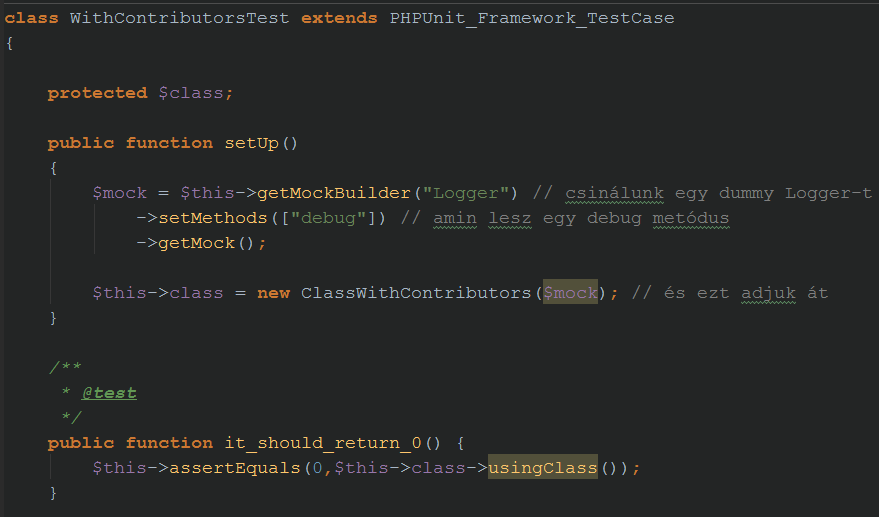 class WithContributorsTest extends PHPUnit_Framework_TestCase
{
protected $class;
public function setUp()
{
$mock = $this->getMockBuilder("Logger") // csinálunk egy dummy Logger-t
->setMethods(["debug"]) // amin lesz egy debug metódus
->getMock();
$this->class = new ClassWithContributors($mock); // és ezt adjuk át
}
/**
* @test
*/
public function it_should_return_0() {
$this->assertEquals(0,$this->class->usingClass());
}